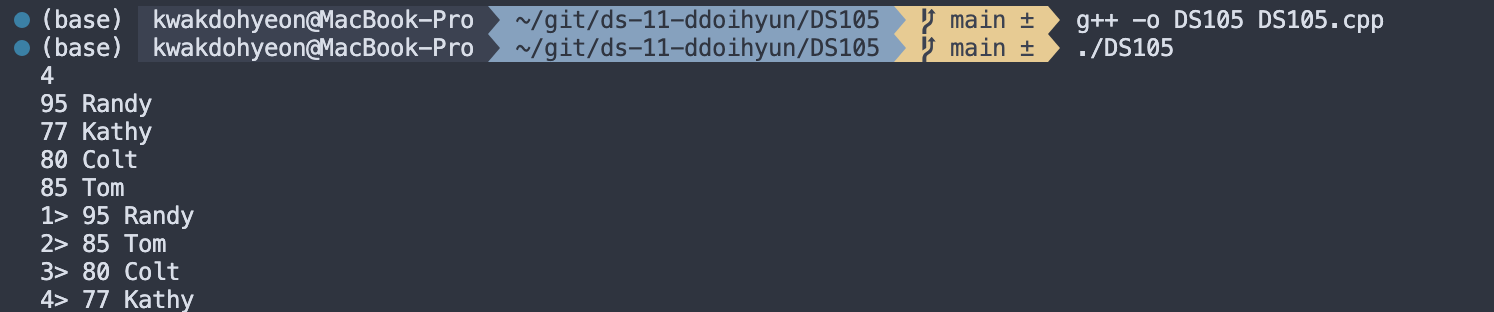 (base) kwakdohyeon@MacBook-Pro ~/git/ds-11-ddoihyun/DS105 main ± g++ -o DS105 DS105.cpp
(base) kwakdohyeon@MacBook-Pro ~/git/ds-11-ddoihyun/DS105 main ± ./DS105
4
95 Randy
77 Kathy
80 Colt
85 Tom
1> 95 Randy
2> 85 Tom
3> 80 Colt
4> 77 Kathy